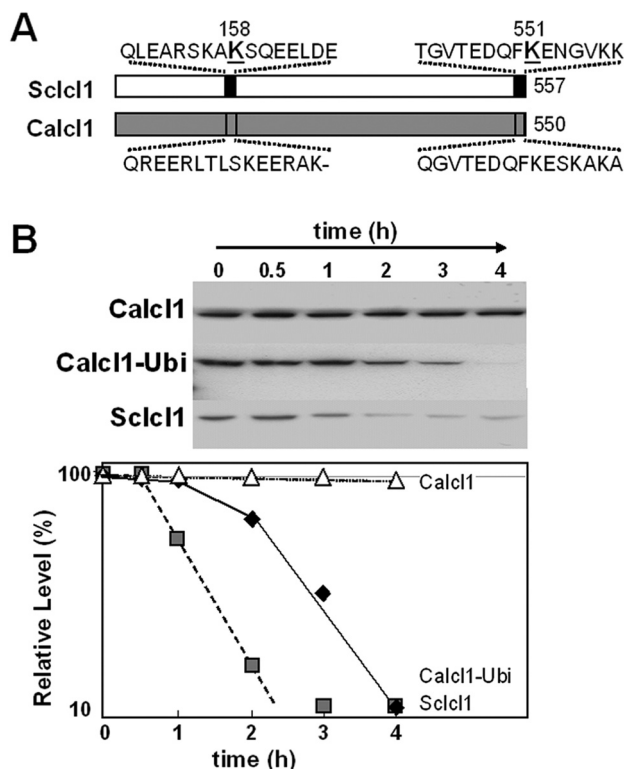 A
158
551
QLEARSKAKSQEELDE
TGVTEDQFKENGVKK
ScIcl1
557
CaIcl1
550
QREERLTLSKEERAK-
QGVTEDQFKESKAKA
B
time (h)
0 0.5 1 2 3 4
CaIcl1
CaIcl1-Ubi
ScIcl1
100
CaIcl1
Relative Level (%)
CaIcl1-Ubi
ScIcl1
10
0 1 2 3 4
time (h)